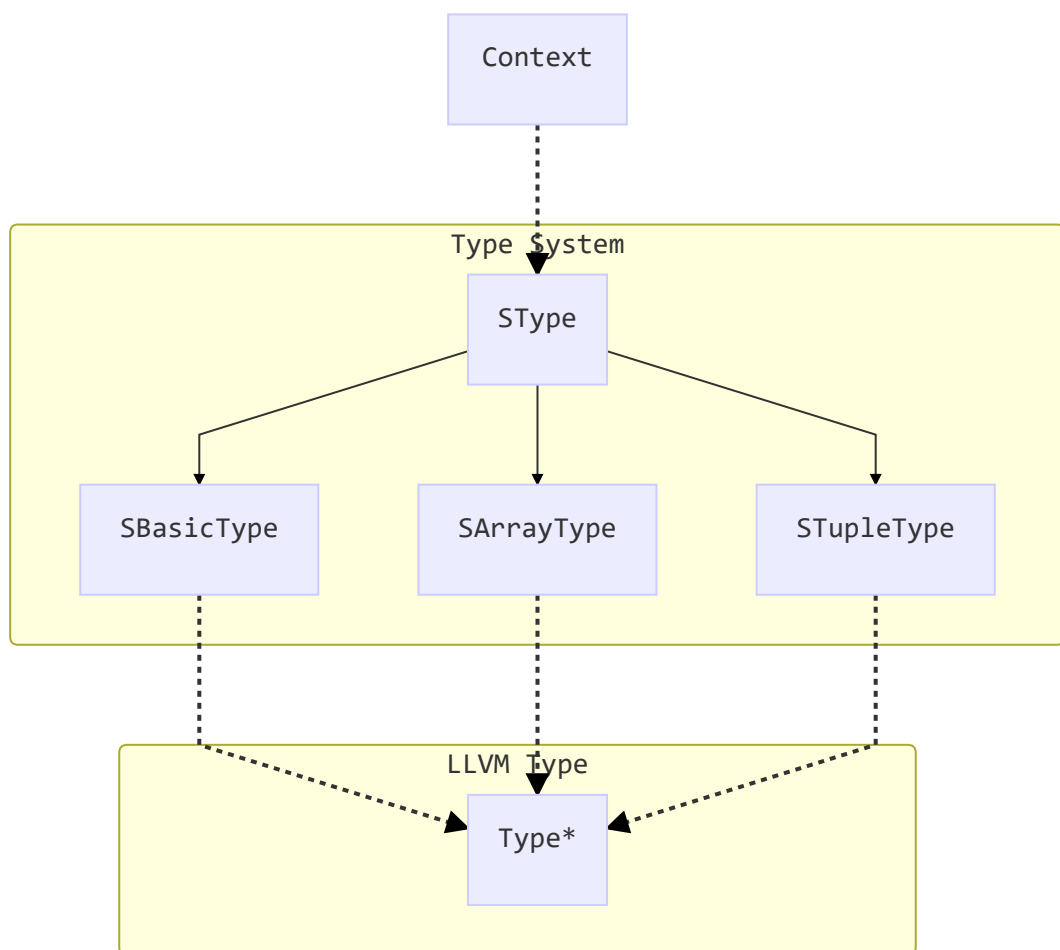 Context
Type System
SType
SBasicType
SArrayType
STupleType
LLVM Type
Type*